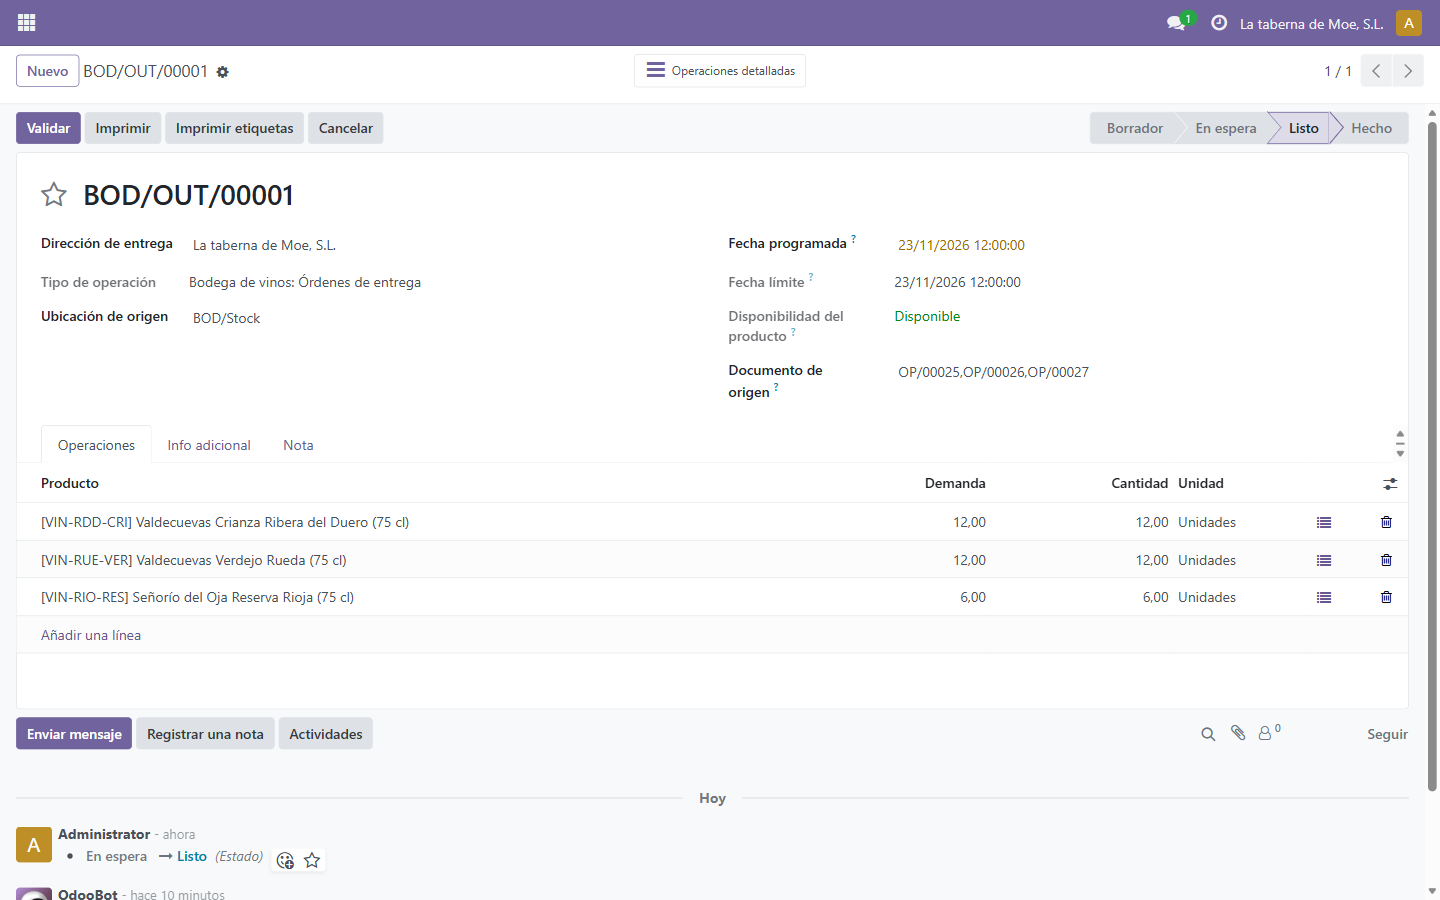 1
La taberna de Moe, S.L.
A
Nuevo
BOD/OUT/00001
Operaciones detalladas
1 / 1
Validar
Imprimir
Imprimir etiquetas
Cancelar
Borrador
En espera
Listo
Hecho
BOD/OUT/00001
Dirección de entrega
La taberna de Moe, S.L.
Tipo de operación
Bodega de vinos: Órdenes de entrega
Ubicación de origen
BOD/Stock
Fecha programada ?
23/11/2026 12:00:00
Fecha límite ?
23/11/2026 12:00:00
Disponibilidad del
producto ?
Disponible
Documento de
origen ?
OP/00025,OP/00026,OP/00027
Operaciones
Info adicional
Nota
Producto Demanda Cantidad Unidad
[VIN-RDD-CRI] Valdecuevas Crianza Ribera del Duero (75 cl) 12,00 12,00 Unidades
[VIN-RUE-VER] Valdecuevas Verdejo Rueda (75 cl) 12,00 12,00 Unidades
[VIN-RIO-RES] Señorío del Oja Reserva Rioja (75 cl) 6,00 6,00 Unidades
Añadir una línea
Enviar mensaje
Registrar una nota
Actividades
0
Seguir
Hoy
A
Administrator - ahora
En espera → Listo (Estado)
OdooBot - hace 10 minutos